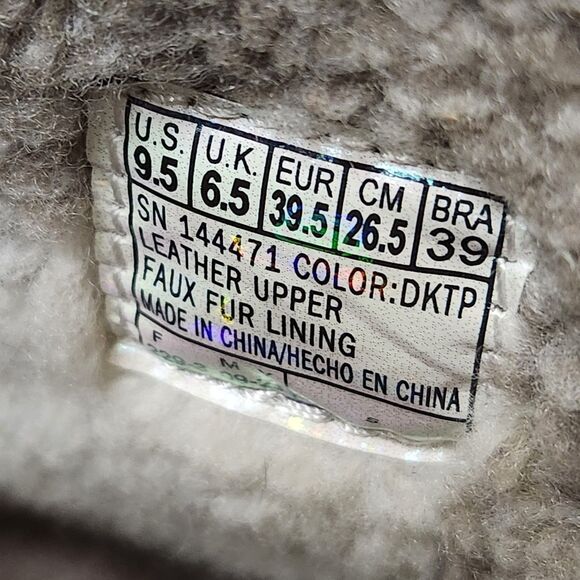 U.S. U.K. EUR CM BRA
9.5 6.5 39.5 26.5 39
SN 144471 COLOR:DKTP
LEATHER UPPER
FAUX FUR LINING
MADE IN CHINA/HECHO EN CHINA
F M
S